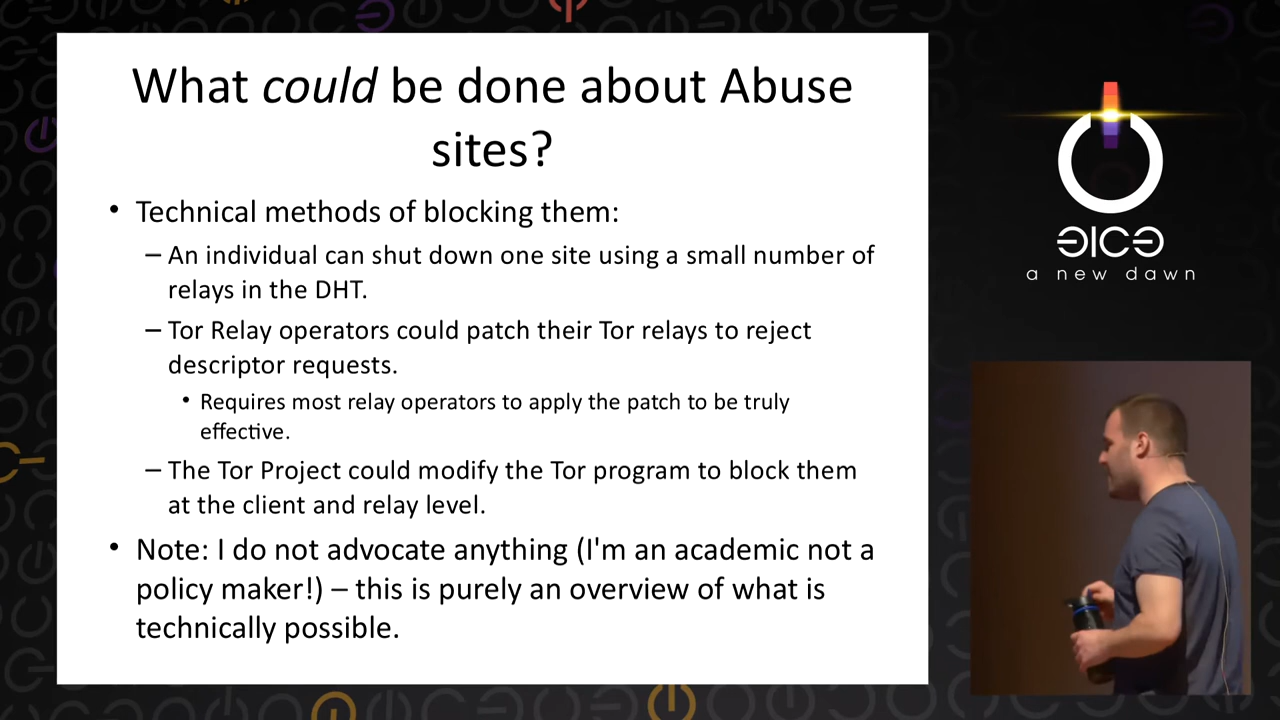 What could be done about Abuse
sites?
• Technical methods of blocking them:
– An individual can shut down one site using a small number of
relays in the DHT.
– Tor Relay operators could patch their Tor relays to reject
descriptor requests.
• Requires most relay operators to apply the patch to be truly
effective.
– The Tor Project could modify the Tor program to block them
at the client and relay level.
• Note: I do not advocate anything (I'm an academic not a
policy maker!) – this is purely an overview of what is
technically possible.
a new dawn